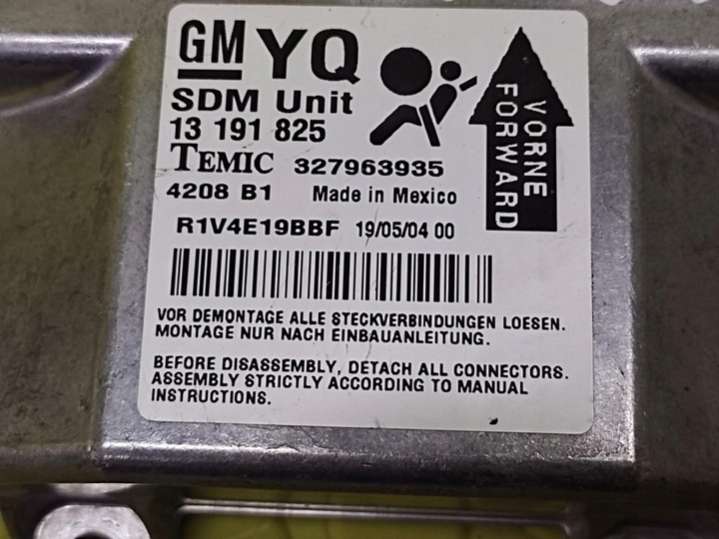 GM YQ
SDM Unit
13 191 825
TEMIC 327963935
4208 B1 Made in Mexico
R1V4E19BBF 19/05/04 00
VORNE
FORWARD
VOR DEMONTAGE ALLE STECKVERBINDUNGEN LOESEN.
MONTAGE NUR NACH EINBAUANLEITUNG.
BEFORE DISASSEMBLY, DETACH ALL CONNECTORS.
ASSEMBLY STRICTLY ACCORDING TO MANUAL
INSTRUCTIONS.